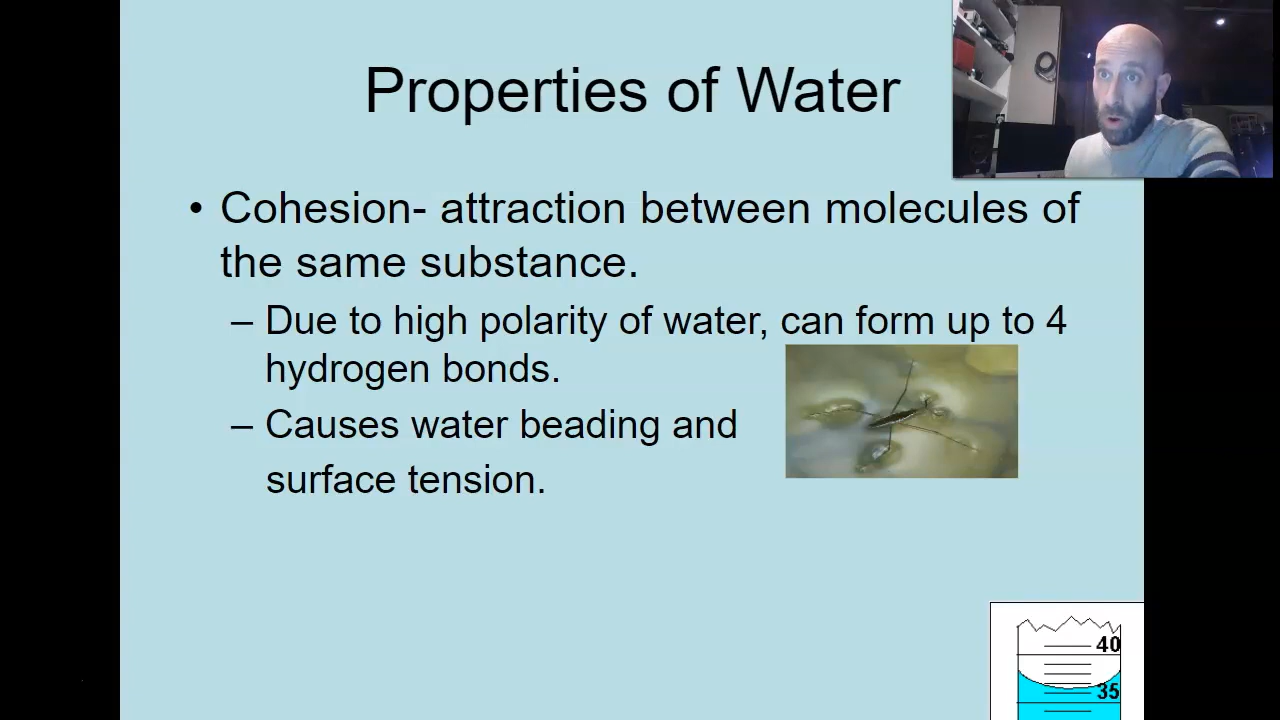 Properties of Water
• Cohesion- attraction between molecules of
the same substance.
– Due to high polarity of water, can form up to 4
hydrogen bonds.
– Causes water beading and
surface tension.
40
35